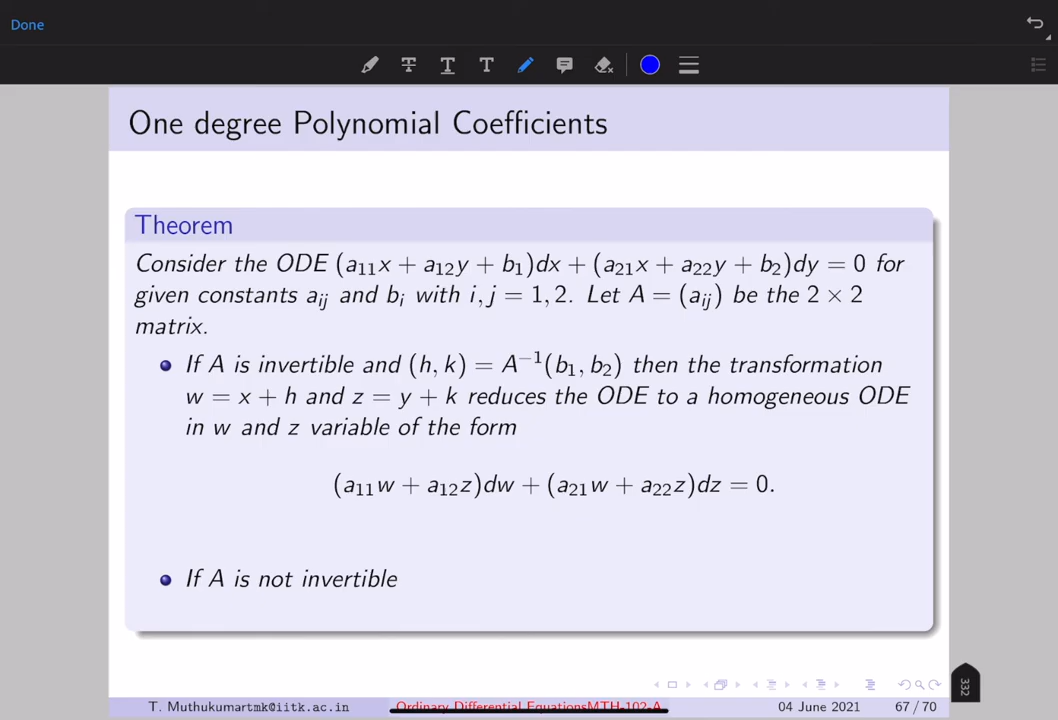 Done
One degree Polynomial Coefficients
Theorem
Consider the ODE (a₁₁x + a₁₂y + b₁)dx + (a₂₁x + a₂₂y + b₂)dy = 0 for
given constants aᵢⱼ and bᵢ with i, j = 1, 2. Let A = (aᵢⱼ) be the 2 × 2
matrix.
If A is invertible and (h, k) = A⁻¹(b₁, b₂) then the transformation
w = x + h and z = y + k reduces the ODE to a homogeneous ODE
in w and z variable of the form
(a₁₁w + a₁₂z)dw + (a₂₁w + a₂₂z)dz = 0.
If A is not invertible
332
T. Muthukumartmk@iitk.ac.in Ordinary Differential EquationsMTH-102-A 04 June 2021 67 / 70